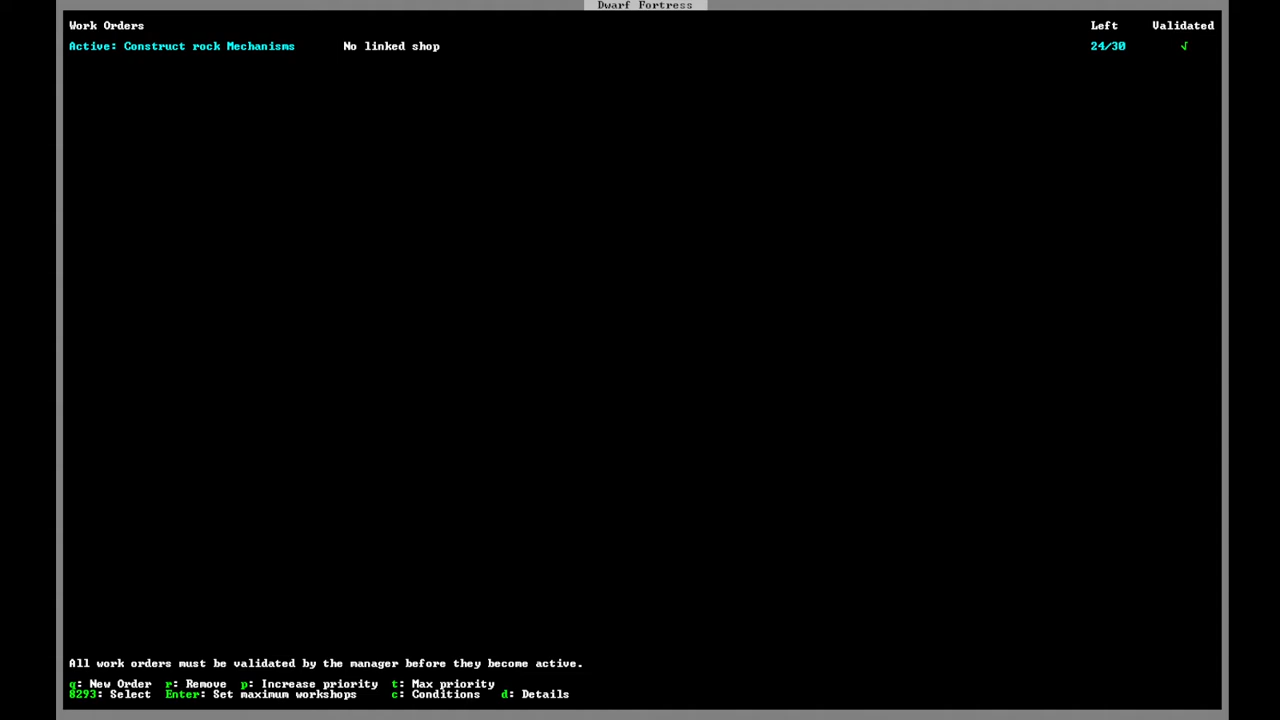 Dwarf Fortress
Work Orders Left Validated
Active: Construct rock Mechanisms No linked shop 24/30 √
All work orders must be validated by the manager before they become active.
q: New Order r: Remove p: Increase priority t: Max priority
8293: Select Enter: Set maximum workshops c: Conditions d: Details